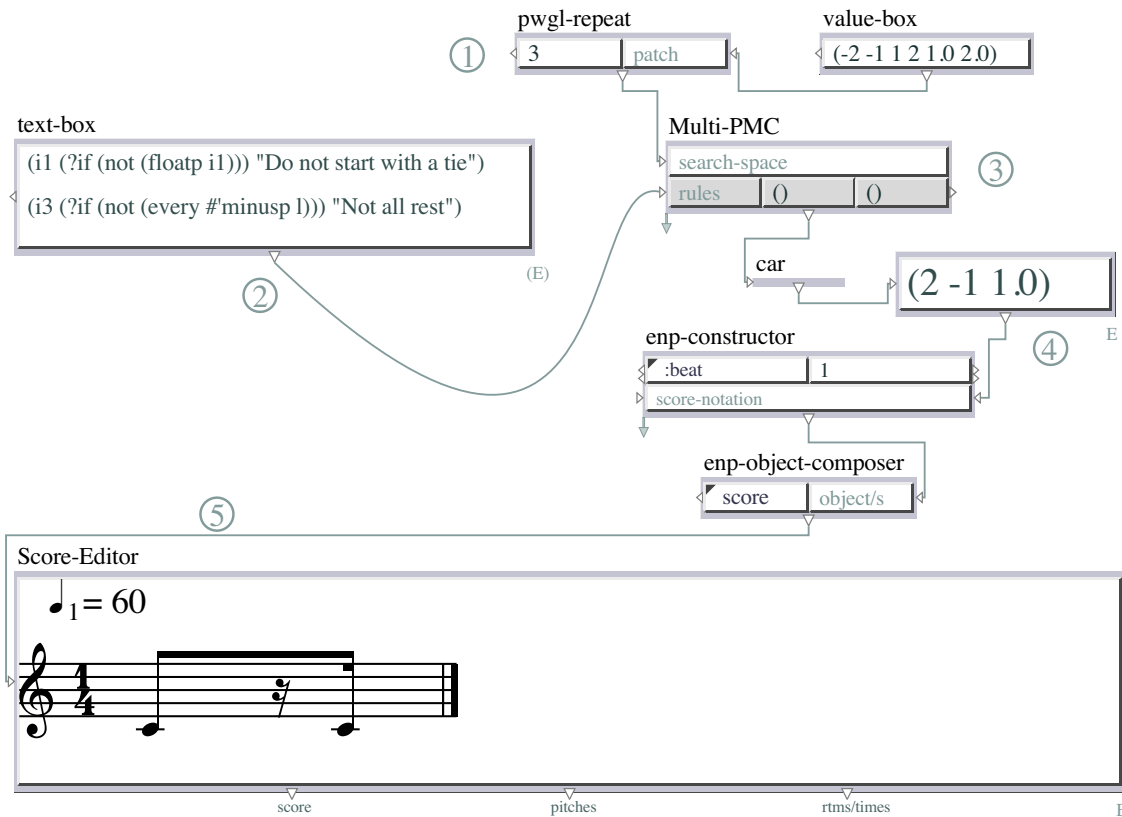 pwgl-repeat
value-box
① 3 patch
(-2 -1 1 2 1.0 2.0)
text-box
(i1 (?if (not (floatp i1))) "Do not start with a tie")
(i3 (?if (not (every #'minusp l))) "Not all rest")
(E)
②
Multi-PMC
search-space
rules () ()
③
car
(2 -1 1.0)
E
④
enp-constructor
:beat 1
score-notation
enp-object-composer
score object/s
⑤
Score-Editor
1 = 60
1
4
score pitches rtms/times E